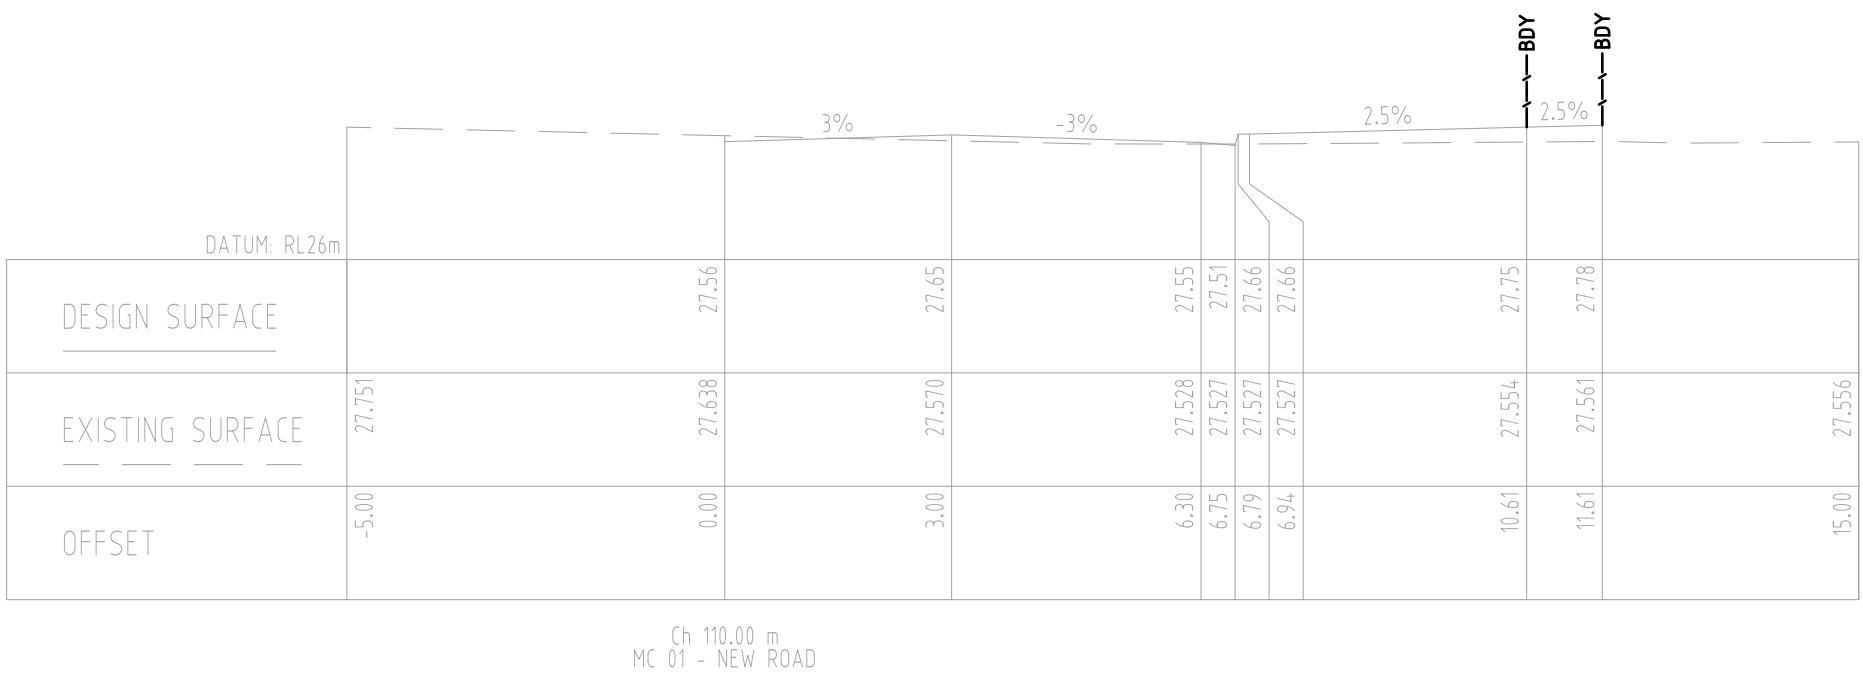 BDY BDY
3% -3% 2.5% 2.5%
DATUM: RL26m
DESIGN SURFACE 27.56 27.65 27.55 27.51 27.66 27.66 27.75 27.78
EXISTING SURFACE 27.751 27.638 27.570 27.528 27.527 27.527 27.527 27.554 27.561 27.556
OFFSET -5.00 0.00 3.00 6.30 6.75 6.79 6.94 10.61 11.61 15.00
Ch 110.00 m
MC 01 - NEW ROAD